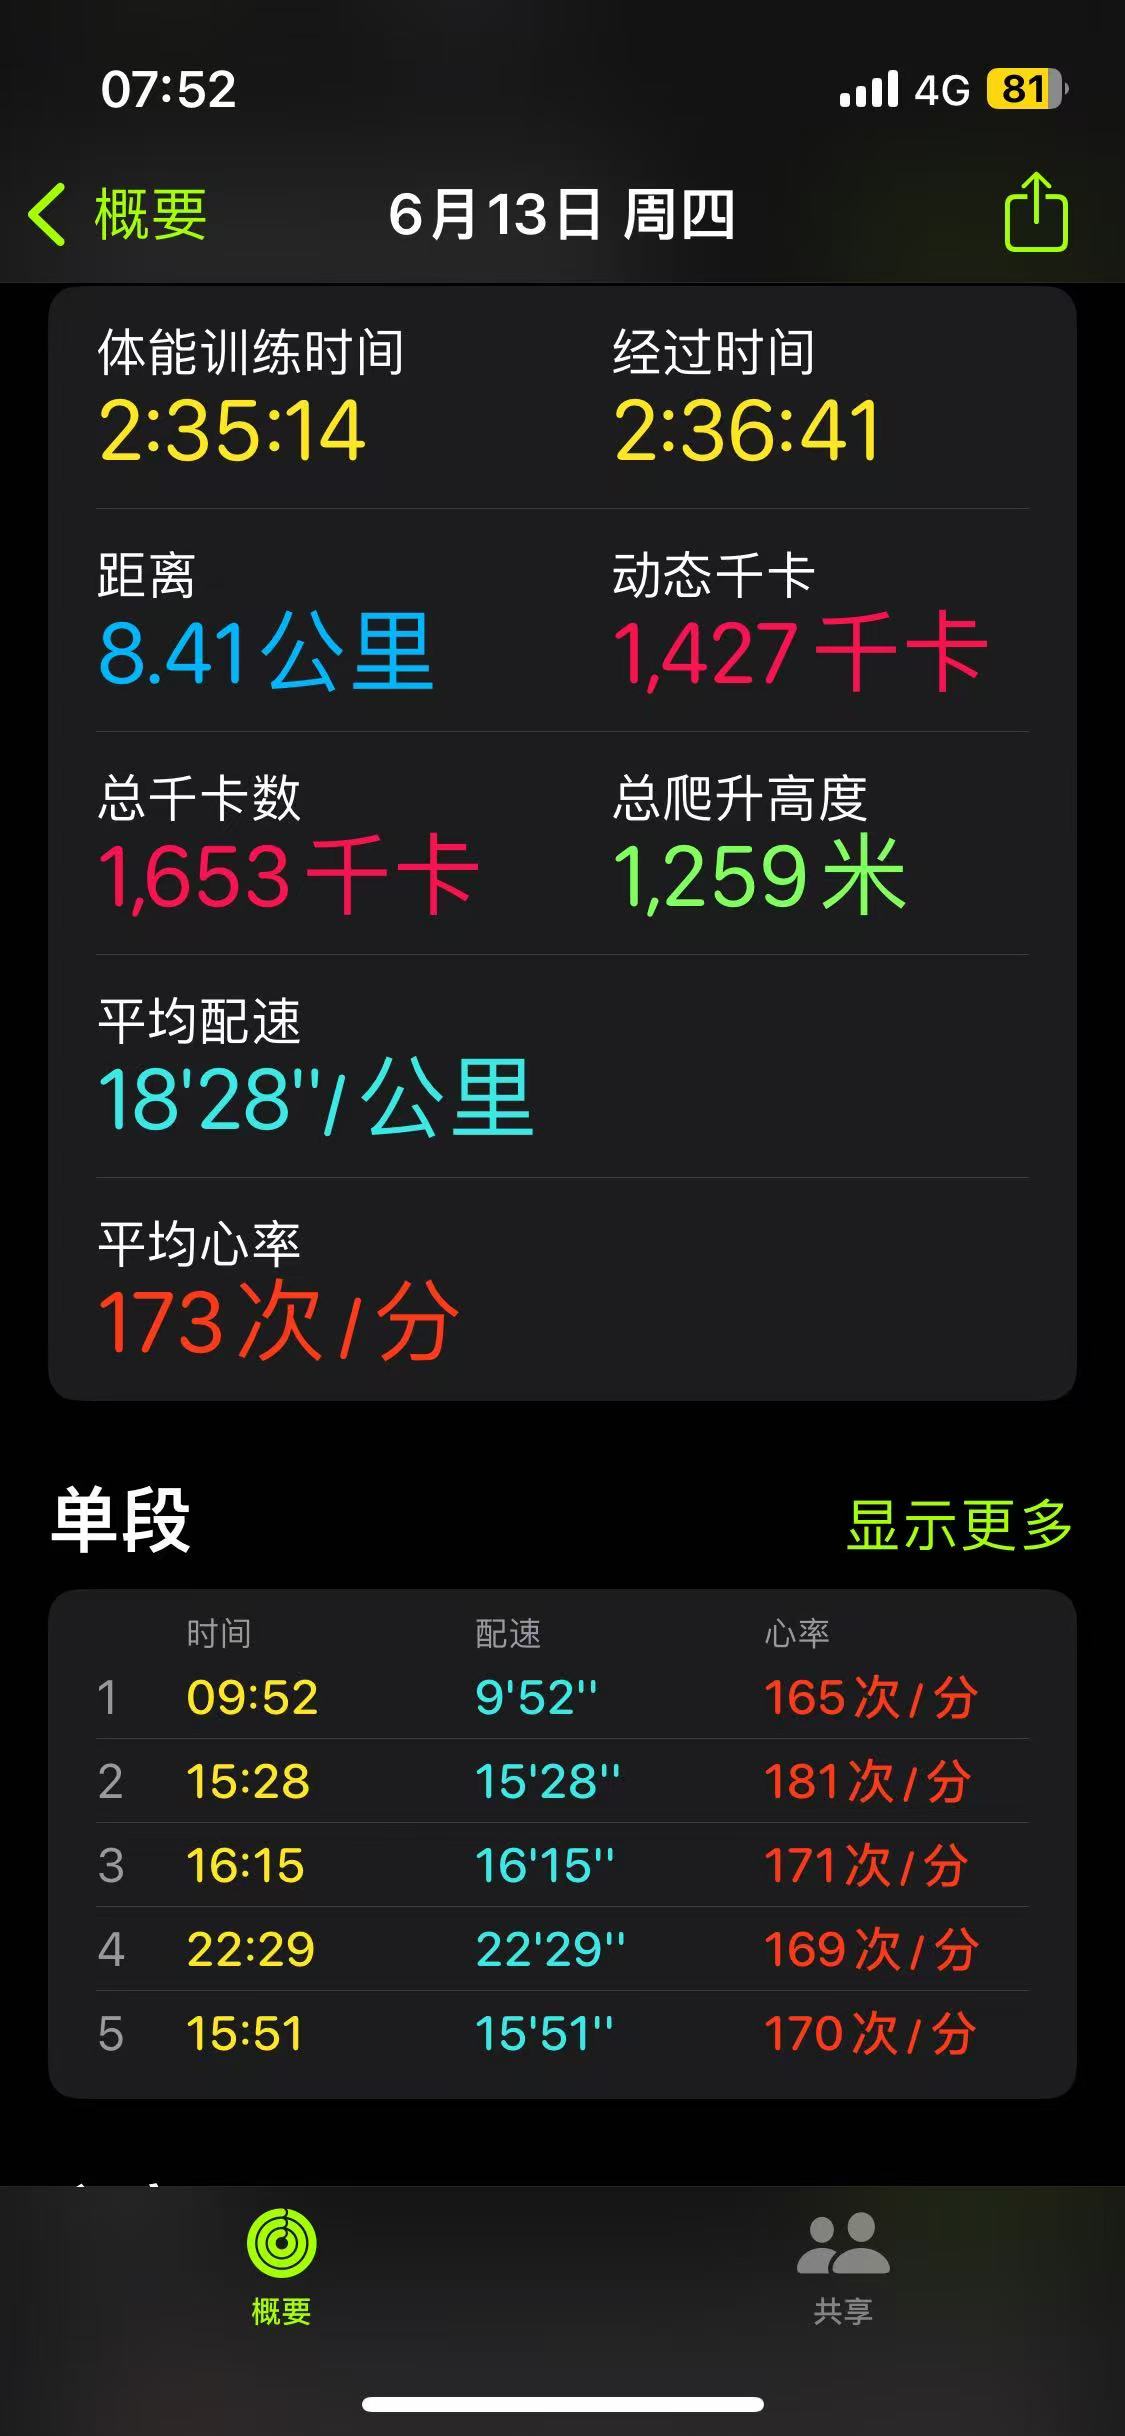 07:52 4G 81
概要 6月13日 周四
体能训练时间 经过时间
2:35:14 2:36:41
距离 动态千卡
8.41公里 1,427千卡
总千卡数 总爬升高度
1,653千卡 1,259米
平均配速
18'28''/公里
平均心率
173次/分
单段 显示更多
时间 配速 心率
1 09:52 9'52'' 165次/分
2 15:28 15'28'' 181次/分
3 16:15 16'15'' 171次/分
4 22:29 22'29'' 169次/分
5 15:51 15'51'' 170次/分
概要 共享